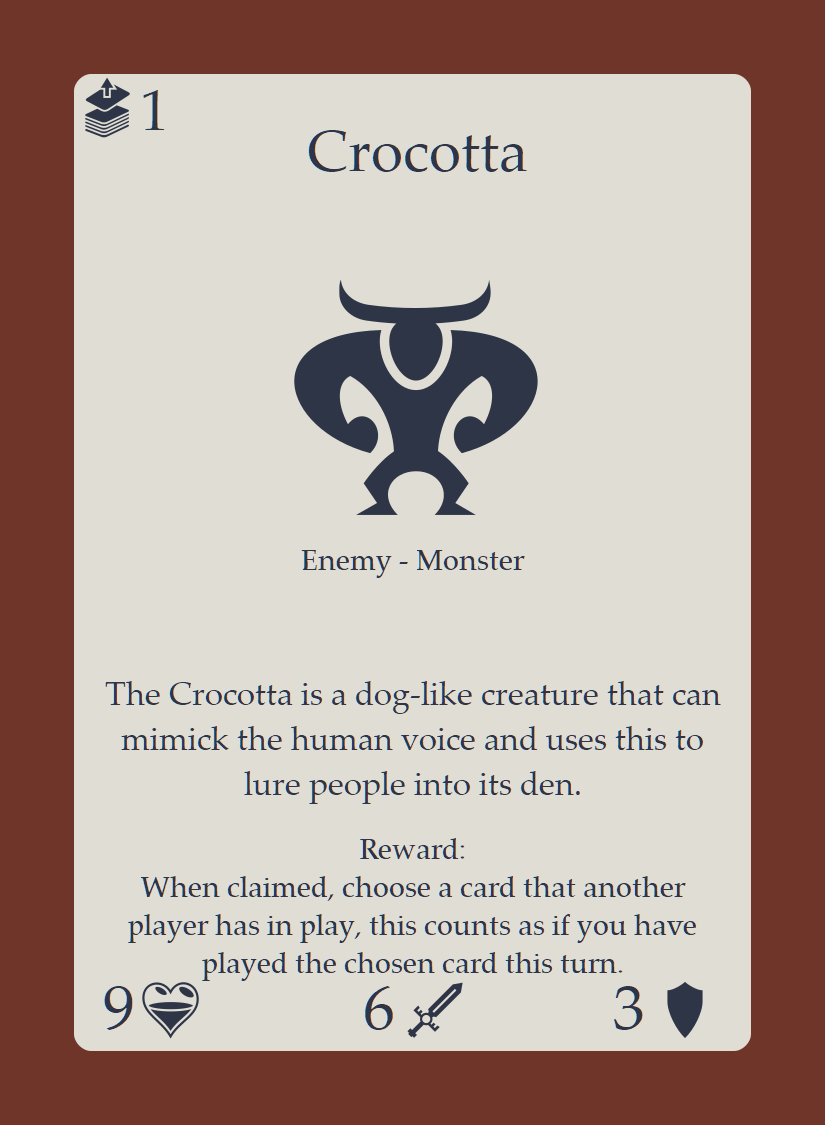 1
Crocotta
Enemy - Monster
The Crocotta is a dog-like creature that can
mimick the human voice and uses this to
lure people into its den.
Reward:
When claimed, choose a card that another
player has in play, this counts as if you have
played the chosen card this turn.
9 6 3